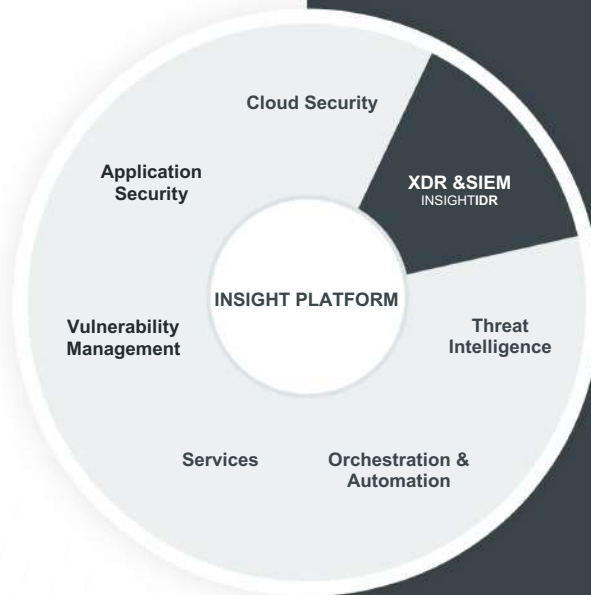 Cloud Security
Application
Security
XDR &SIEM
INSIGHTIDR
INSIGHT PLATFORM
Vulnerability
Management
Threat
Intelligence
Services
Orchestration &
Automation